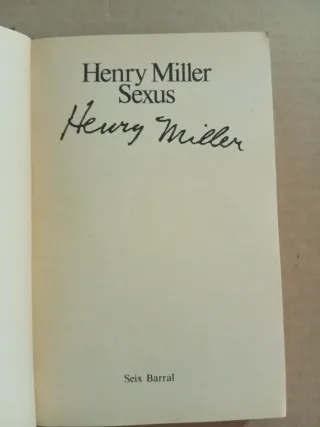 Henry Miller
Sexus
Henry Miller
Seix Barral